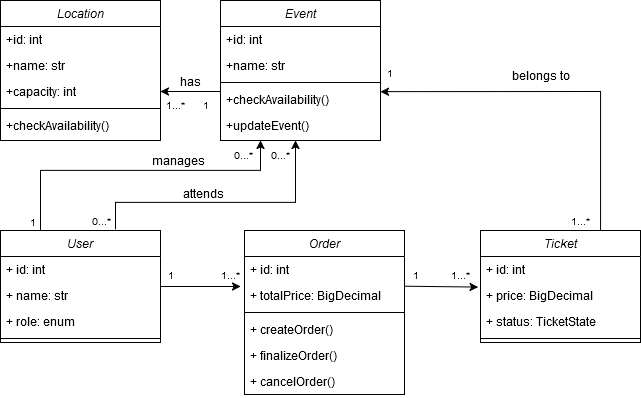 Location
+id: int
+name: str
+capacity: int
+checkAvailability()
has
1...*
1
Event
+id: int
+name: str
+checkAvailability()
+updateEvent()
1
belongs to
1...*
manages
0...*
0...*
1
attends
0...*
User
+ id: int
+ name: str
+ role: enum
1
1...*
Order
+ id: int
+ totalPrice: BigDecimal
+ createOrder()
+ finalizeOrder()
+ cancelOrder()
1
1...*
Ticket
+ id: int
+ price: BigDecimal
+ status: TicketState